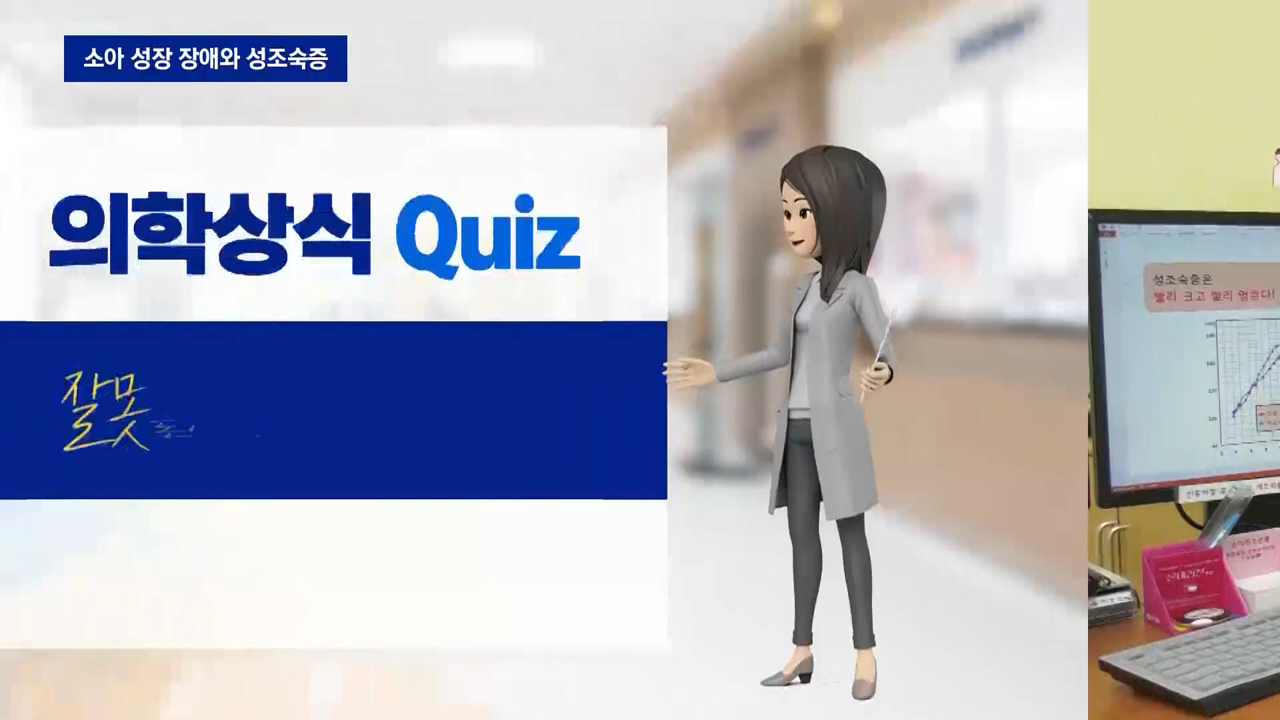 소아 성장 장애와 성조숙증
의학상식 Quiz
잘못
성조숙증은
빨리 크고 빨리 멈춘다!